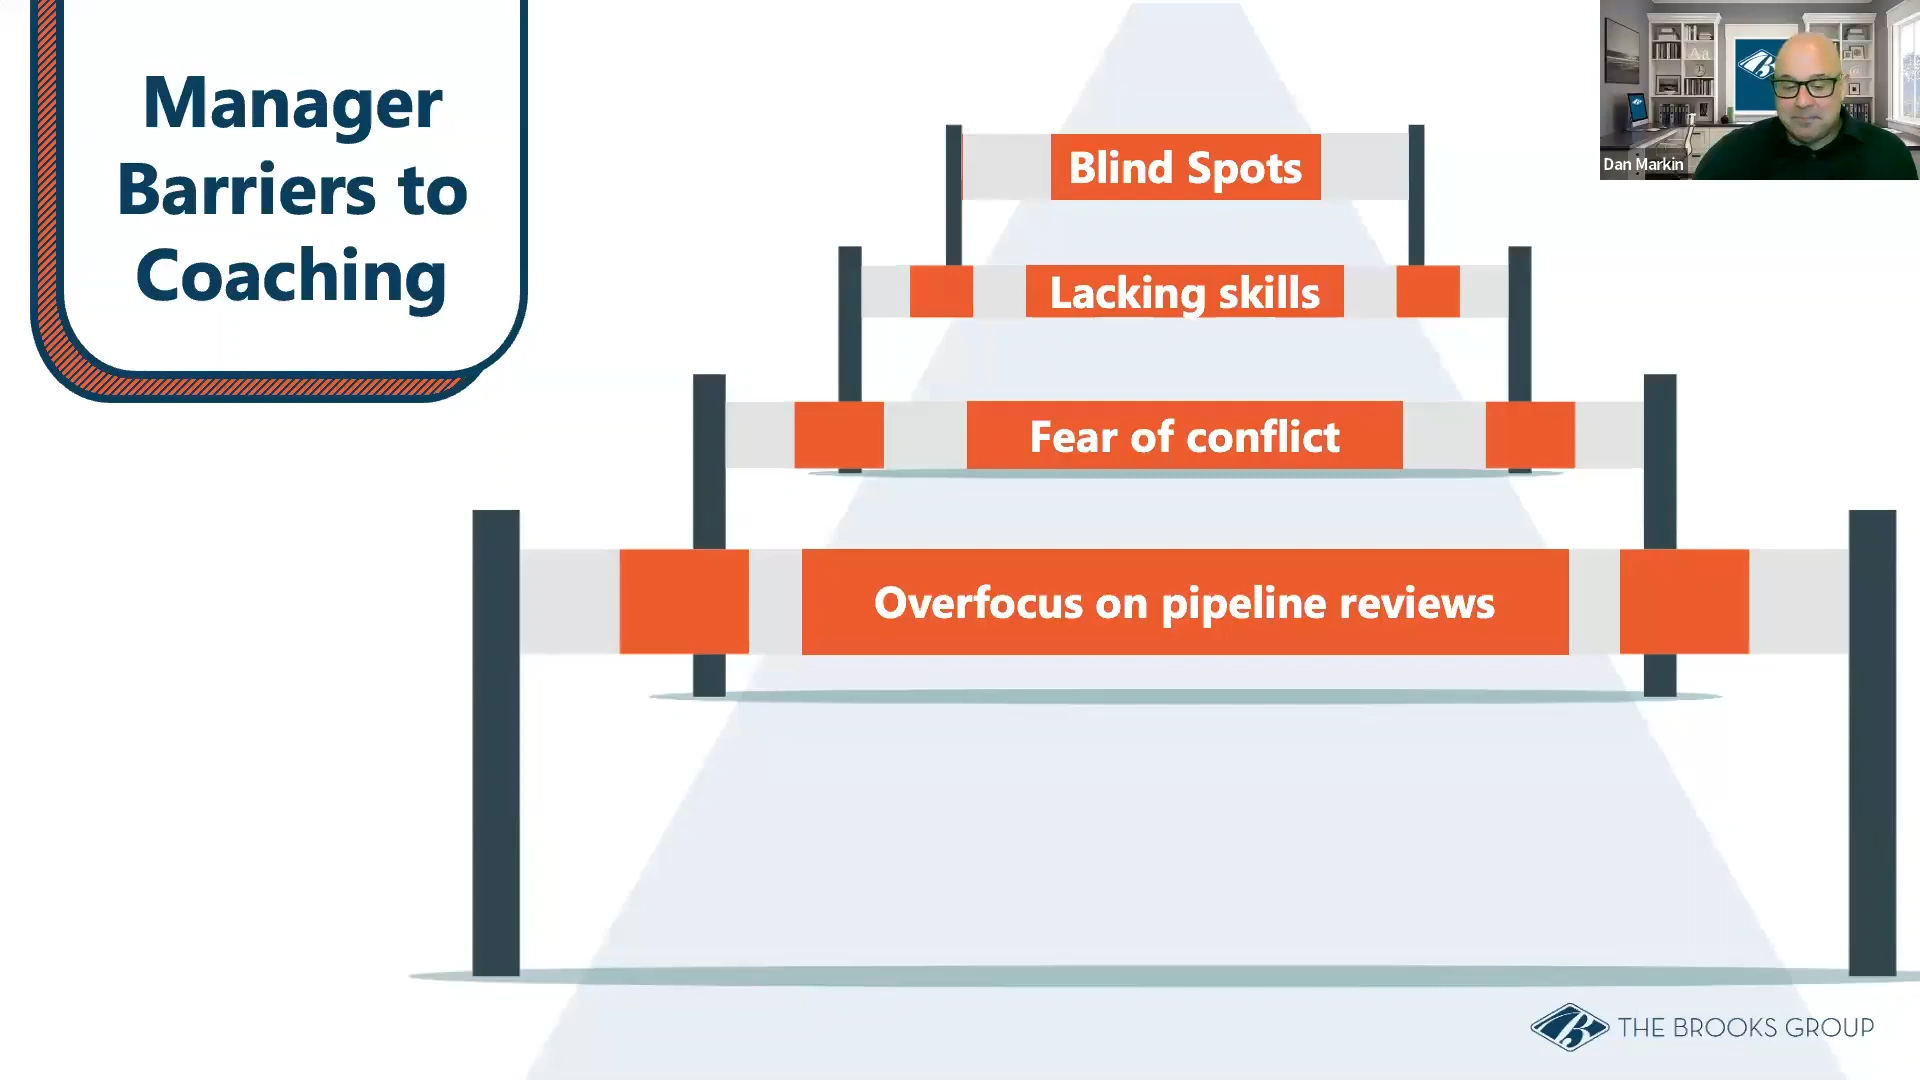 Manager
Barriers to
Coaching
Blind Spots
Lacking skills
Fear of conflict
Overfocus on pipeline reviews
Dan Markin
THE BROOKS GROUP